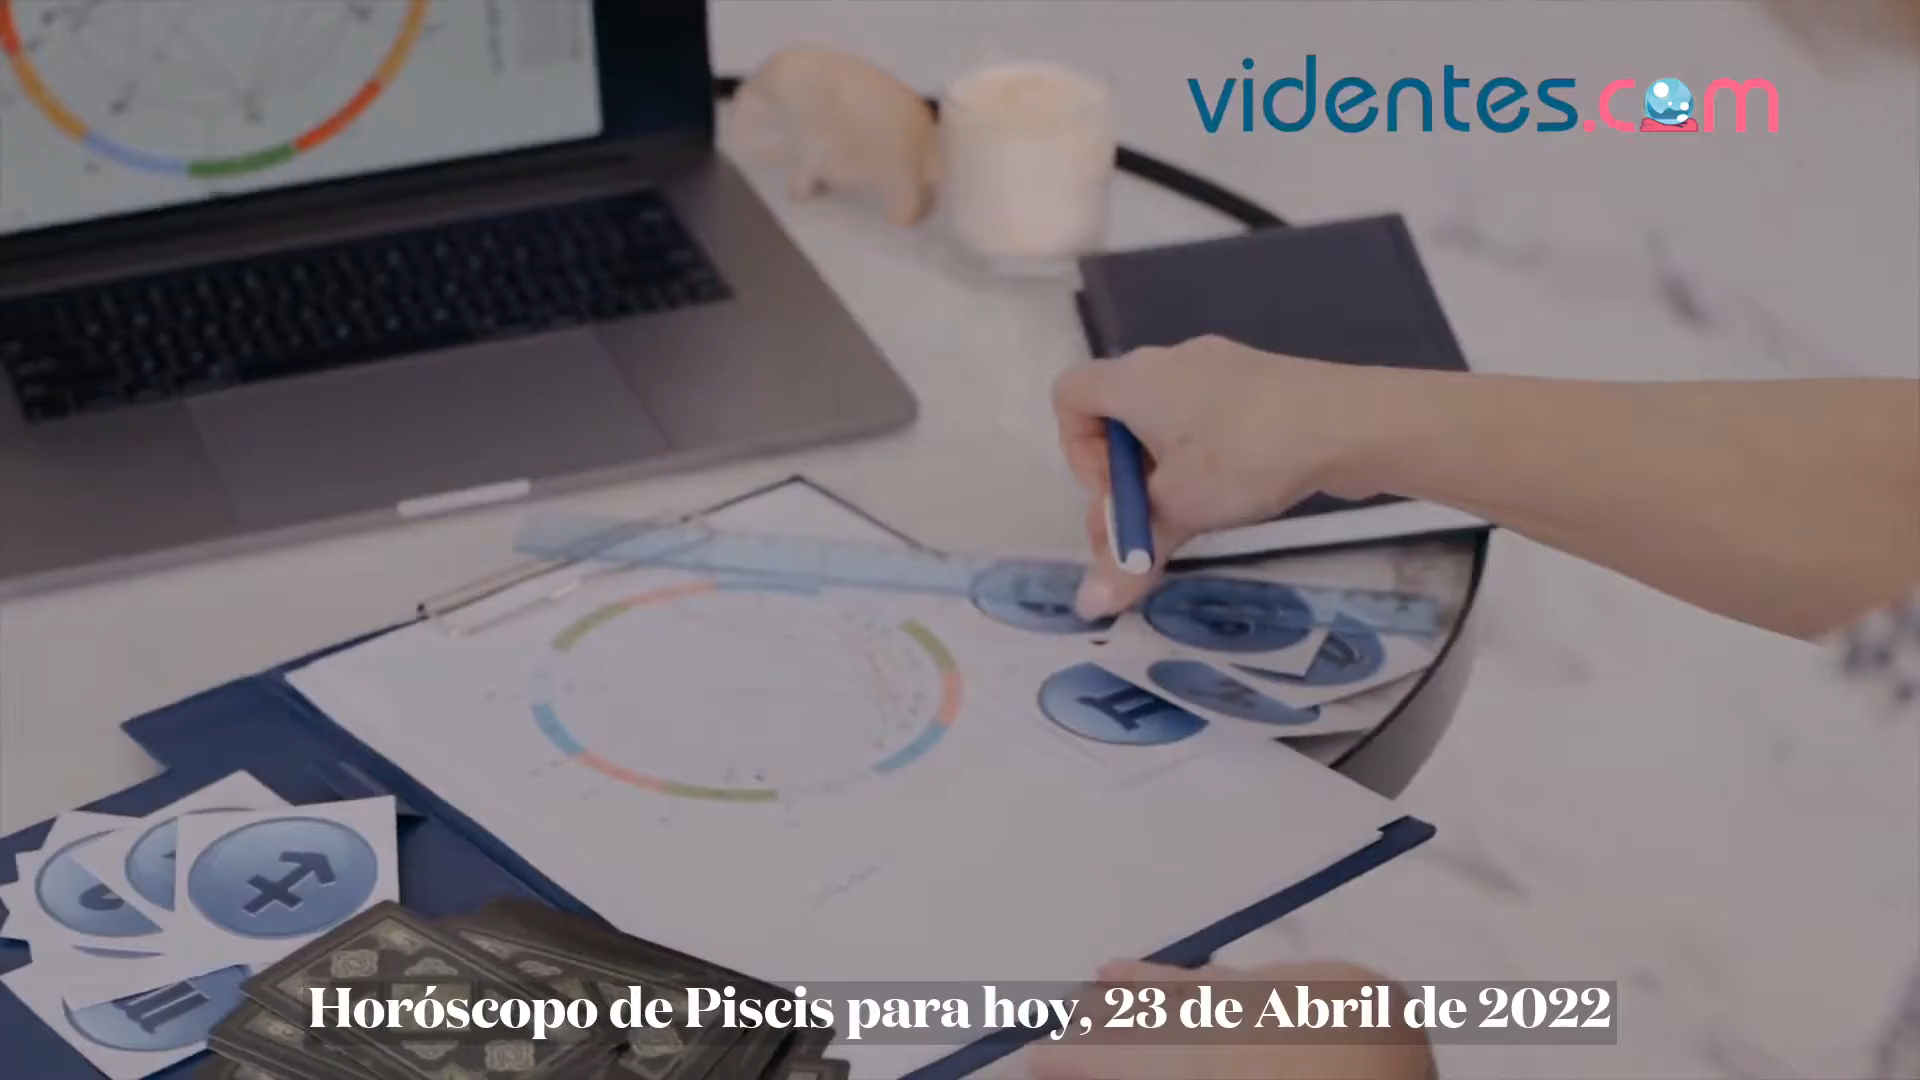 videntes.com
Horóscopo de Piscis para hoy, 23 de Abril de 2022